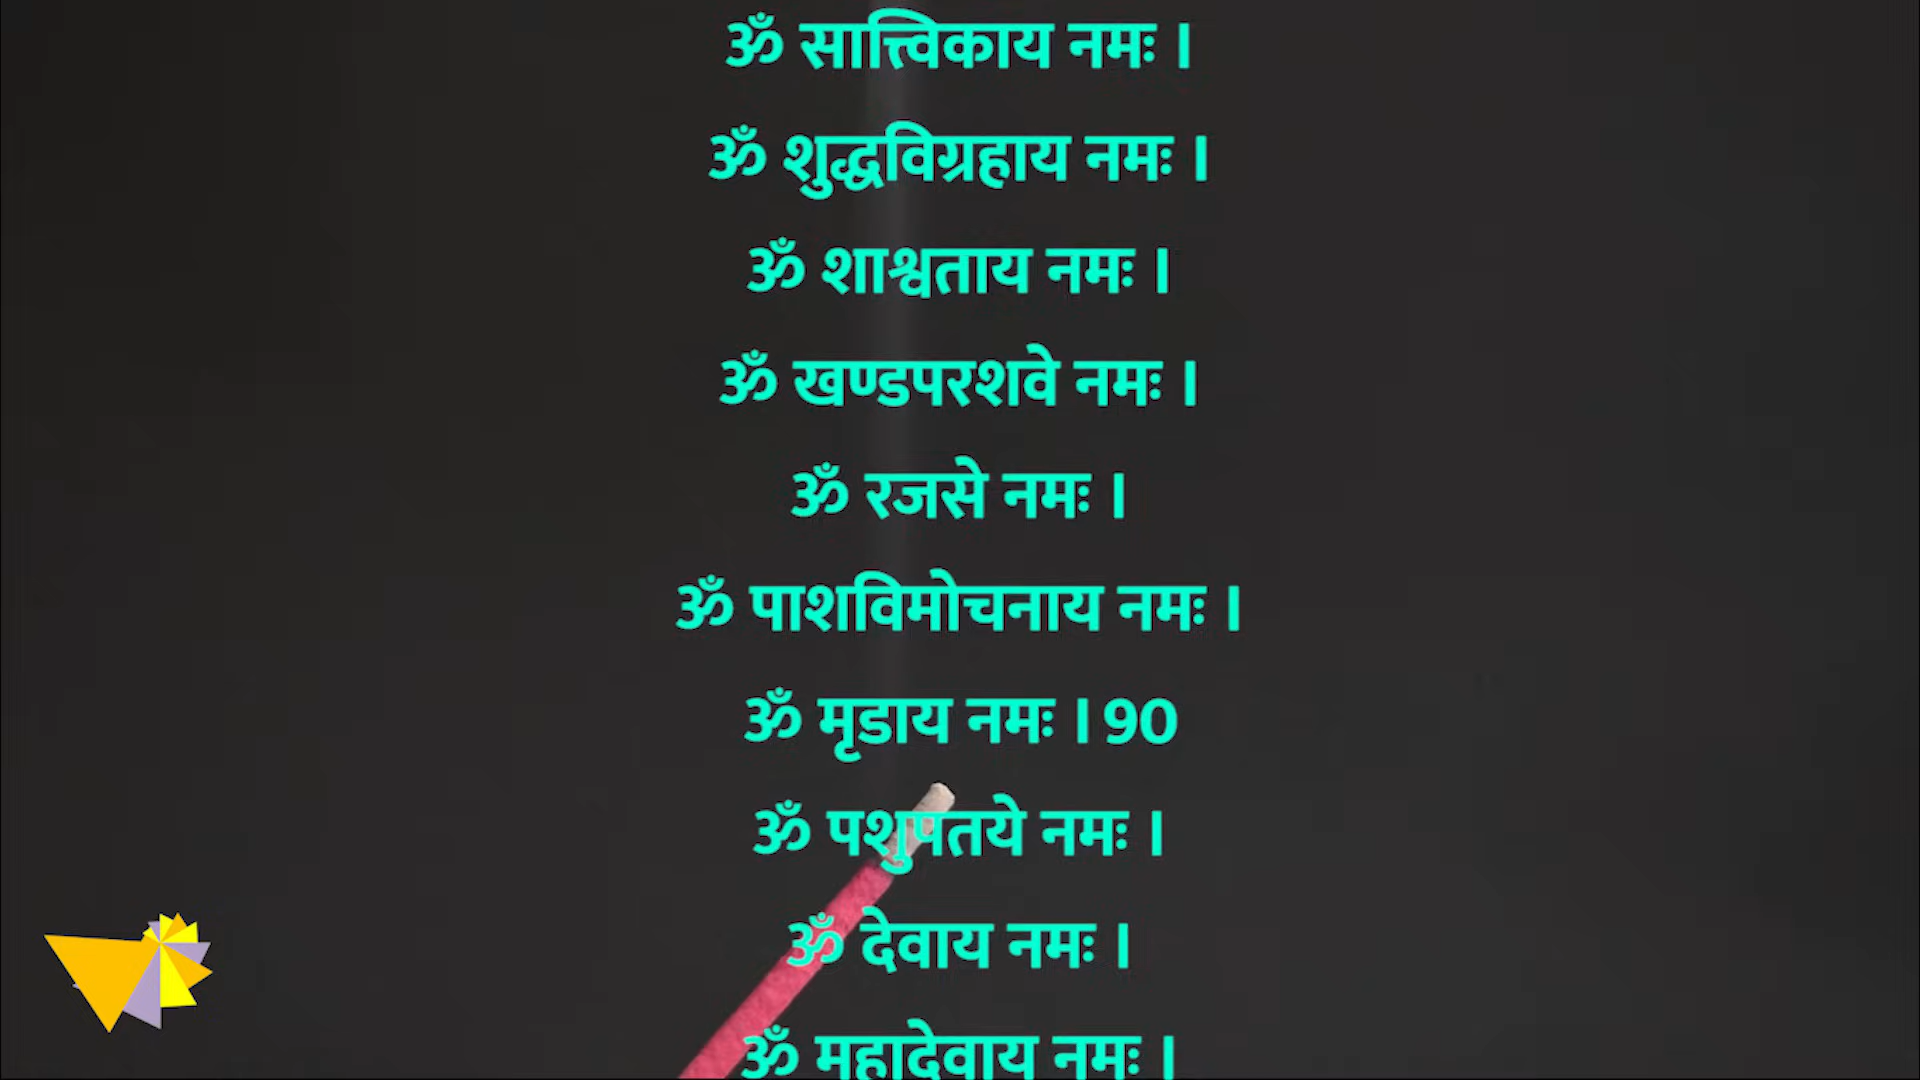 ॐ सात्त्विकाय नमः ।
ॐ शुद्धविग्रहाय नमः ।
ॐ शाश्वताय नमः ।
ॐ खण्डपरशवे नमः ।
ॐ रजसे नमः ।
ॐ पाशविमोचनाय नमः ।
ॐ मृडाय नमः । 90
ॐ पशुपतये नमः ।
ॐ देवाय नमः ।
ॐ महादेवाय नमः ।